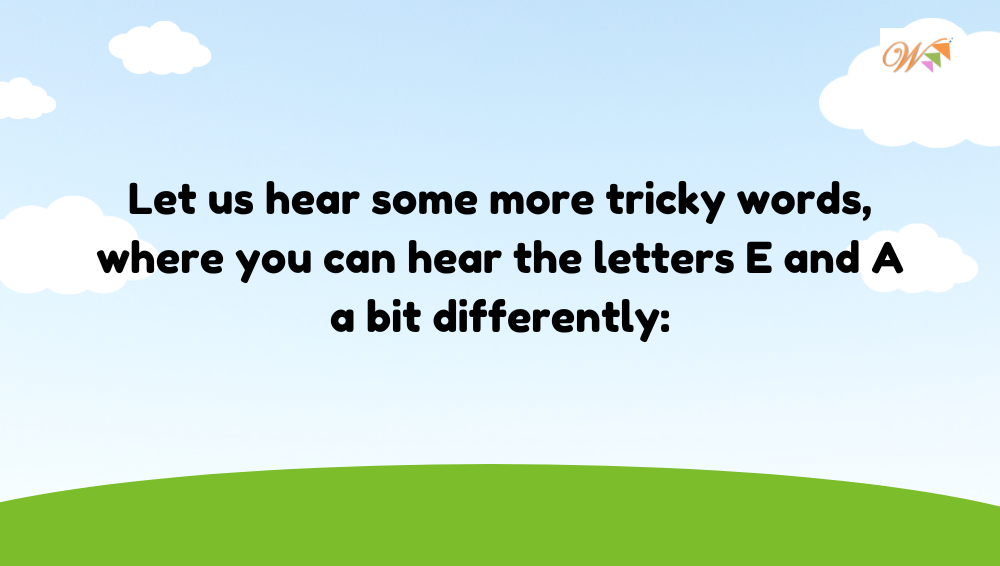 W
Let us hear some more tricky words,
where you can hear the letters E and A
a bit differently: